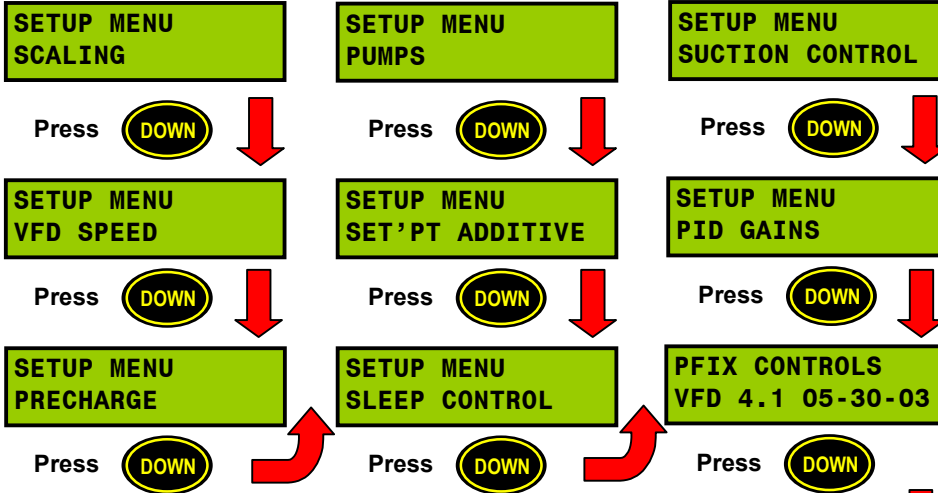 SETUP MENU
SCALING
Press DOWN
SETUP MENU
VFD SPEED
Press DOWN
SETUP MENU
PRECHARGE
Press DOWN
SETUP MENU
PUMPS
Press DOWN
SETUP MENU
SET’PT ADDITIVE
Press DOWN
SETUP MENU
SLEEP CONTROL
Press DOWN
SETUP MENU
SUCTION CONTROL
Press DOWN
SETUP MENU
PID GAINS
Press DOWN
PFIX CONTROLS
VFD 4.1 05-30-03
Press DOWN